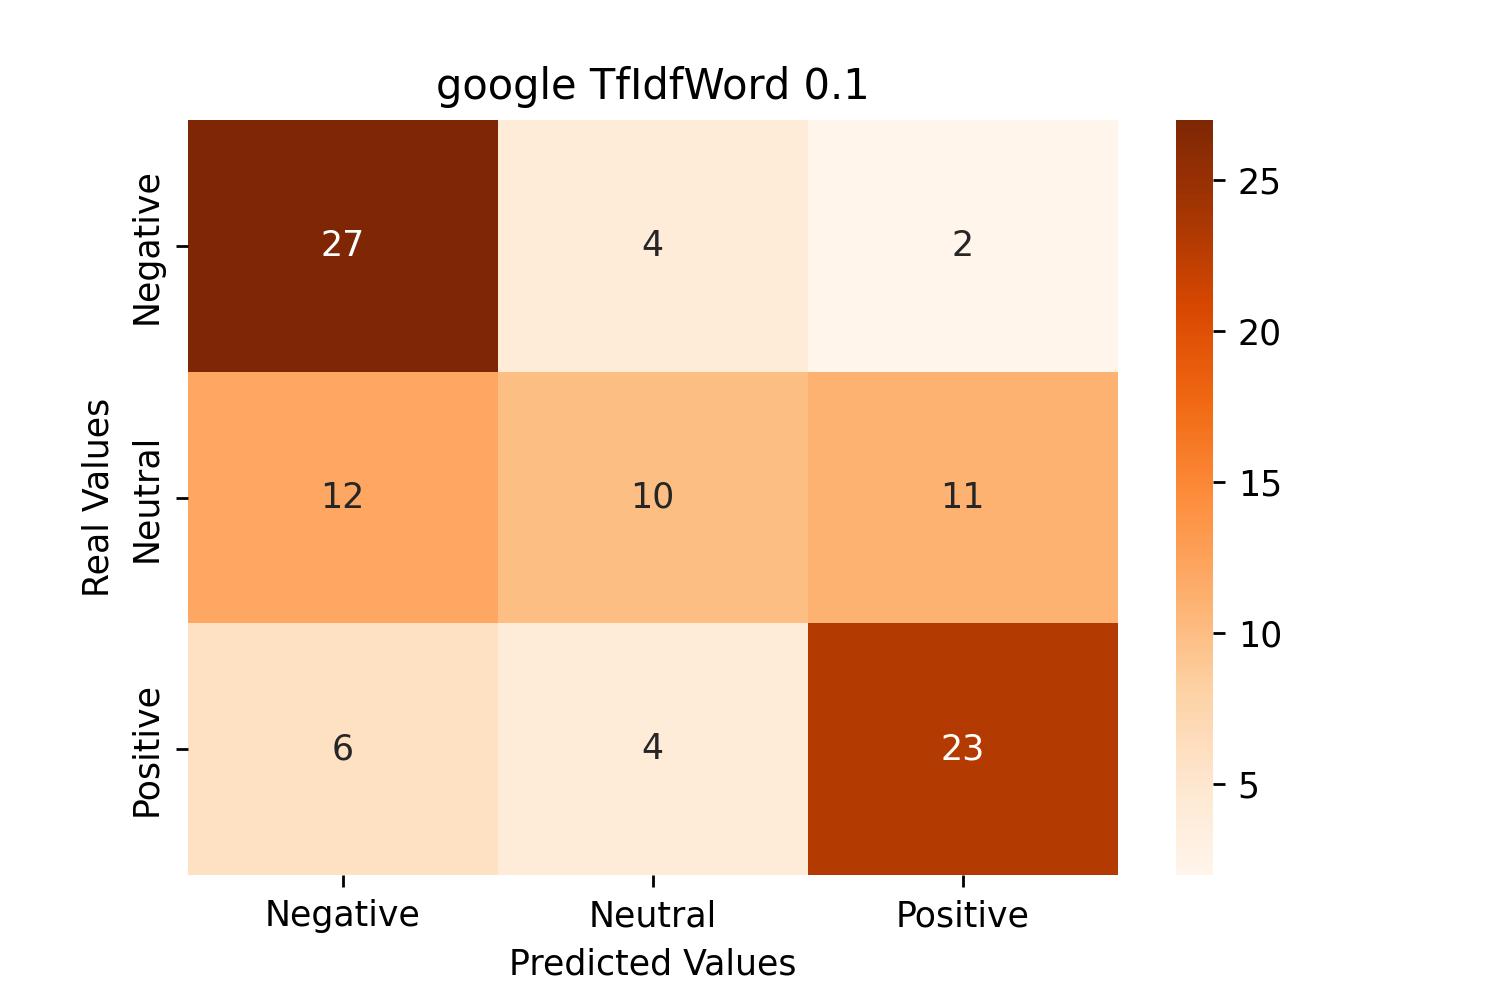 google TfIdfWord 0.1
Real Values
Negative
27 4 2
Neutral
12 10 11
Positive
6 4 23
Negative Neutral Positive
Predicted Values
25
20
15
10
5